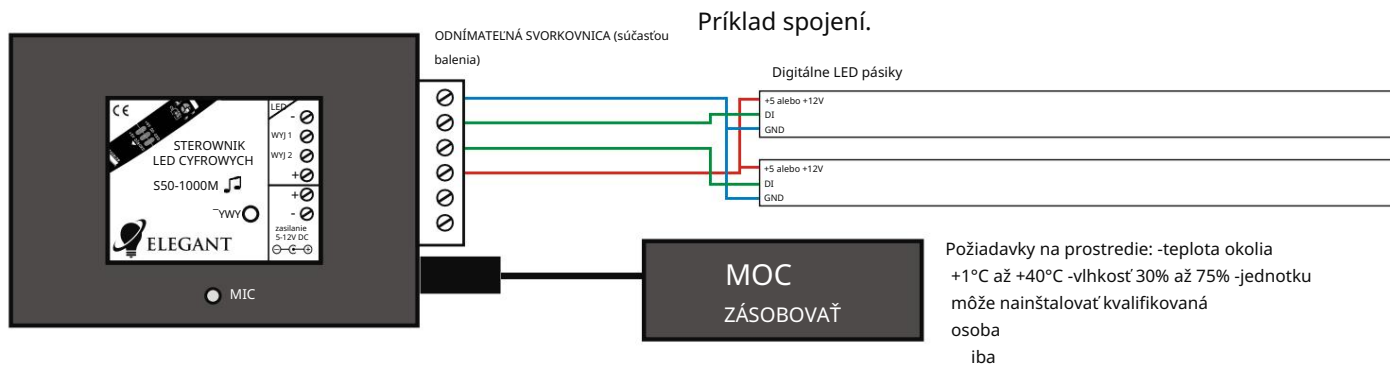 Príklad spojení.
ODNÍMATEĽNÁ SVORKOVNICA (súčasťou
balenia)
Digitálne LED pásiky
+5 alebo +12V
DI
GND
+5 alebo +12V
DI
GND
CE
LED
-
WYJ 1
WYJ 2
+
+
-
zasilanie
5-12V DC
STEROWNIK
LED CYFROWYCH
S50-1000M
¯YWY
ELEGANT
MIC
MOC
ZÁSOBOVAŤ
Požiadavky na prostredie: -teplota okolia
+1°C až +40°C -vlhkosť 30% až 75% -jednotku
môže nainštalovať kvalifikovaná
osoba
iba